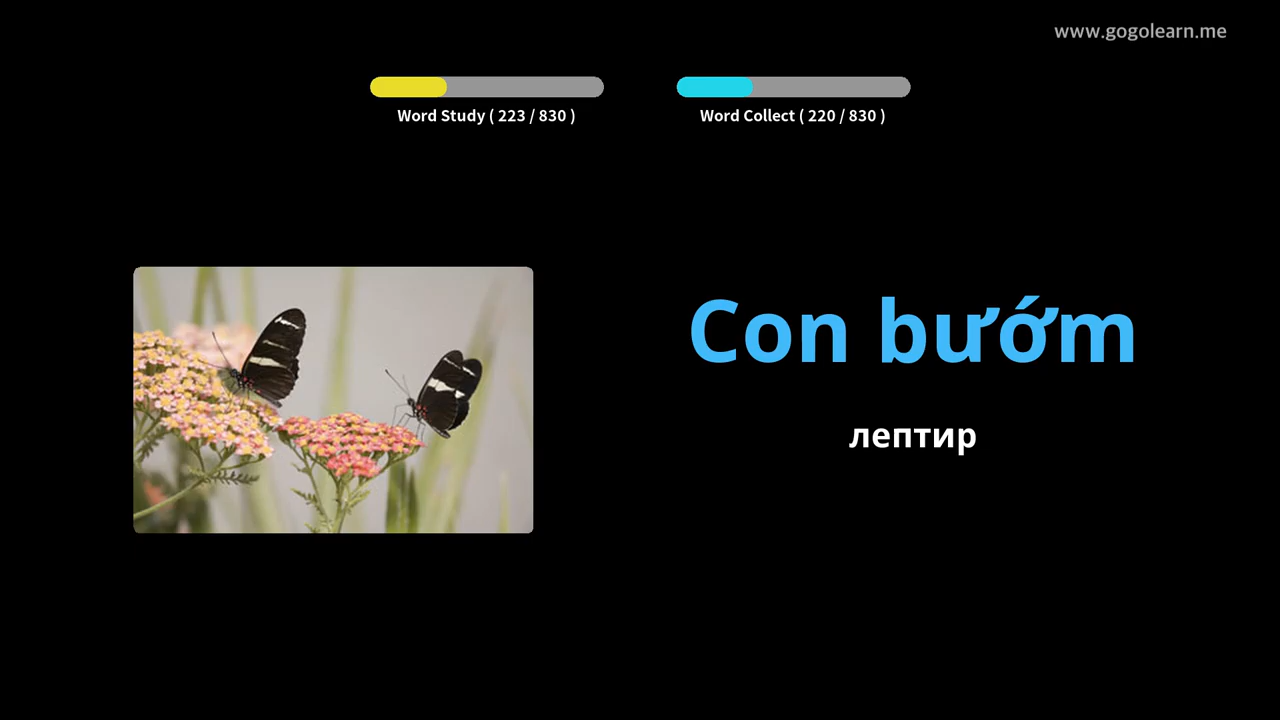 www.gogolearn.me
Word Study ( 223 / 830 )
Word Collect ( 220 / 830 )
Con bướm
лептир